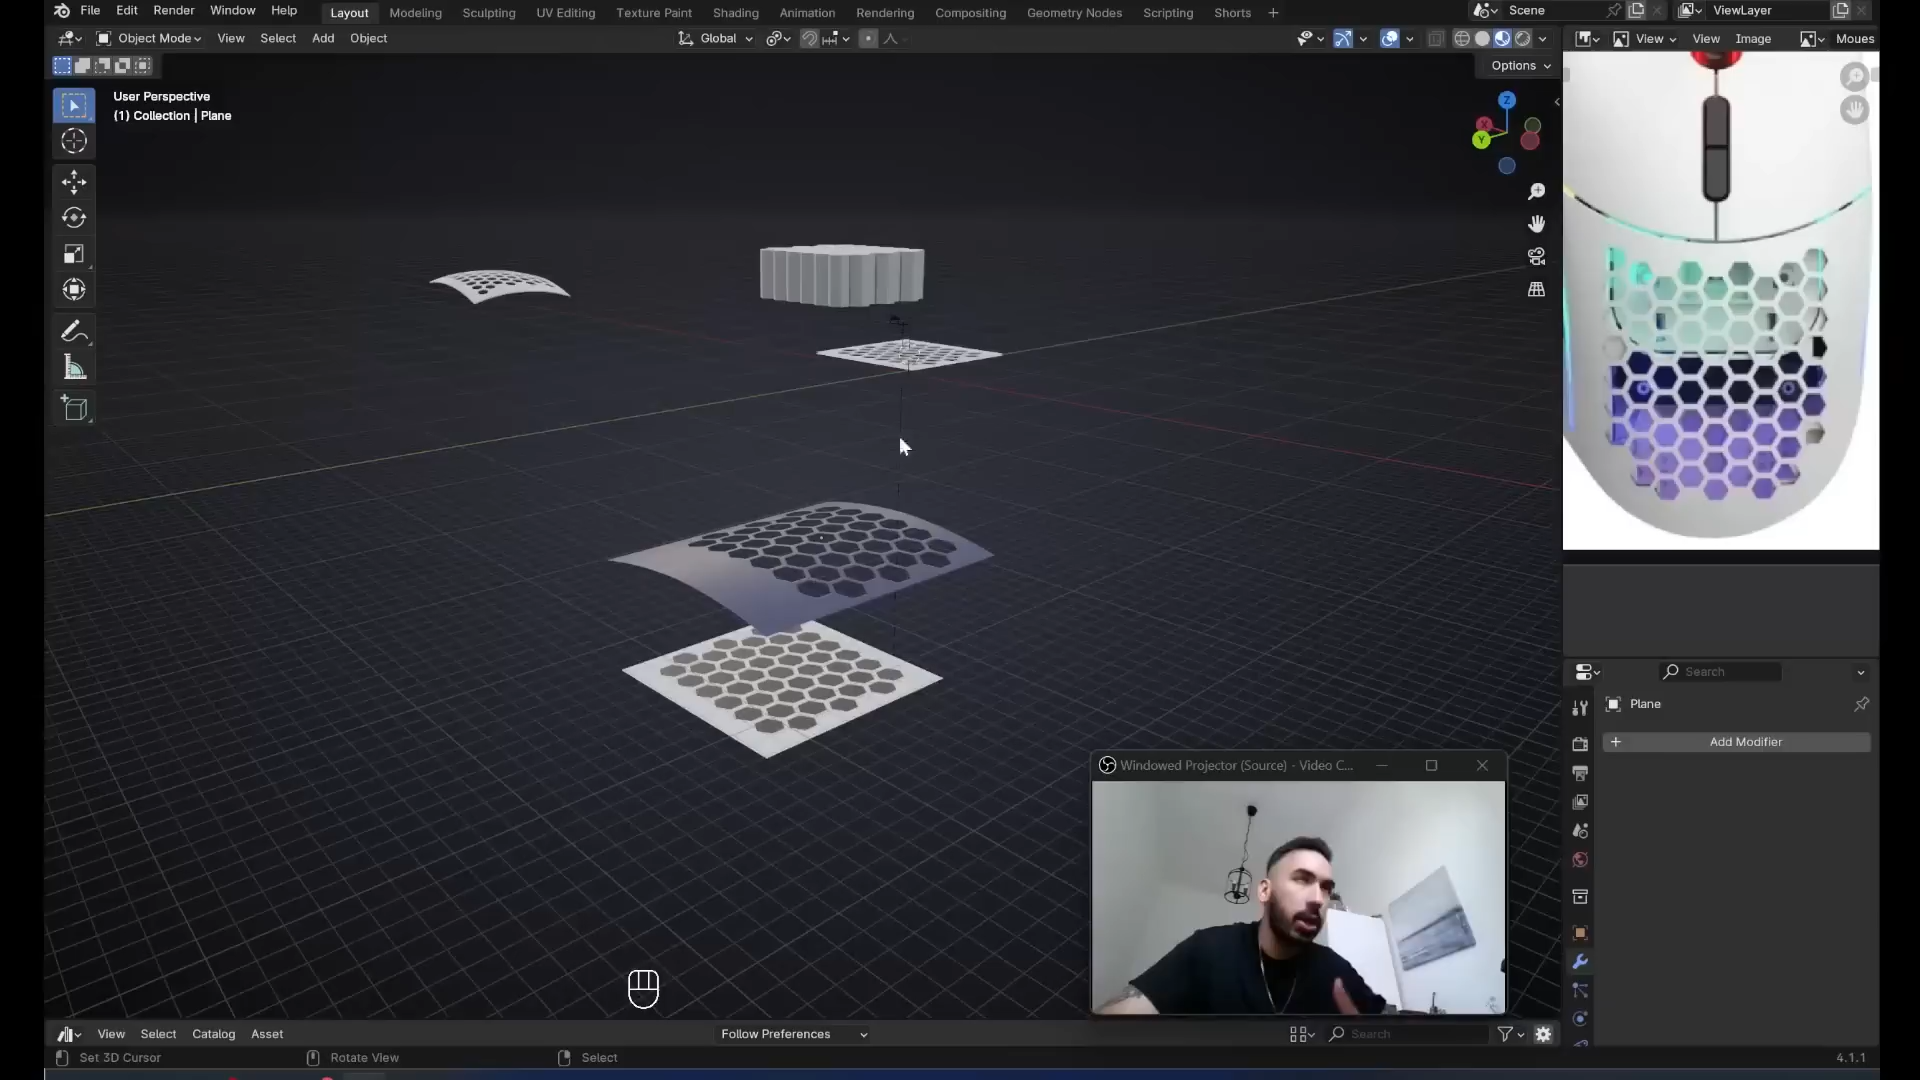 File Edit Render Window Help
Layout Modeling Sculpting UV Editing Texture Paint Shading Animation Rendering Compositing Geometry Nodes Scripting Shorts +
Scene
ViewLayer
Object Mode View Select Add Object
Global
View View Image Moues
Options
User Perspective
(1) Collection | Plane
Z
X
Y
Search
Plane
+ Add Modifier
Windowed Projector (Source) - Video C...
View Select Catalog Asset
Follow Preferences
Search
Set 3D Cursor
Rotate View
Select
4.1.1